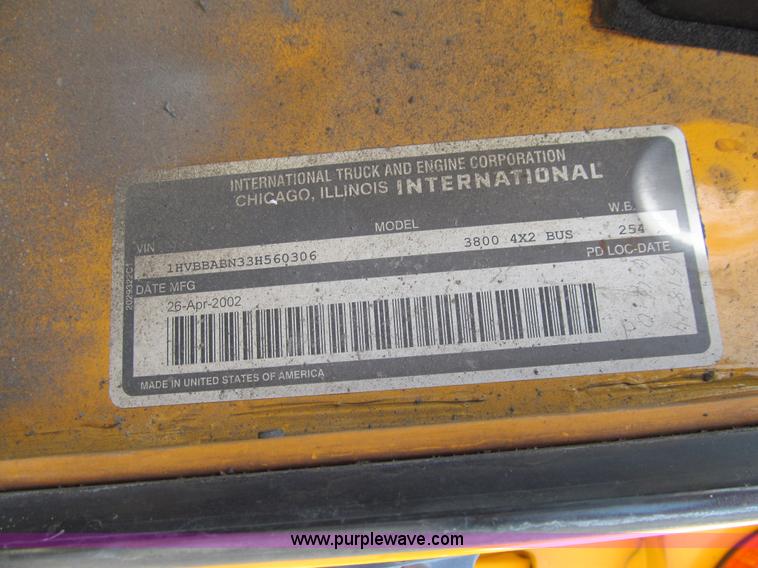 INTERNATIONAL TRUCK AND ENGINE CORPORATION
CHICAGO, ILLINOIS INTERNATIONAL
VIN MODEL W.B.
1HVBBABN33H560306 3800 4X2 BUS 254
DATE MFG PD LOC-DATE
26-Apr-2002
MADE IN UNITED STATES OF AMERICA
2029322C1
www.purplewave.com